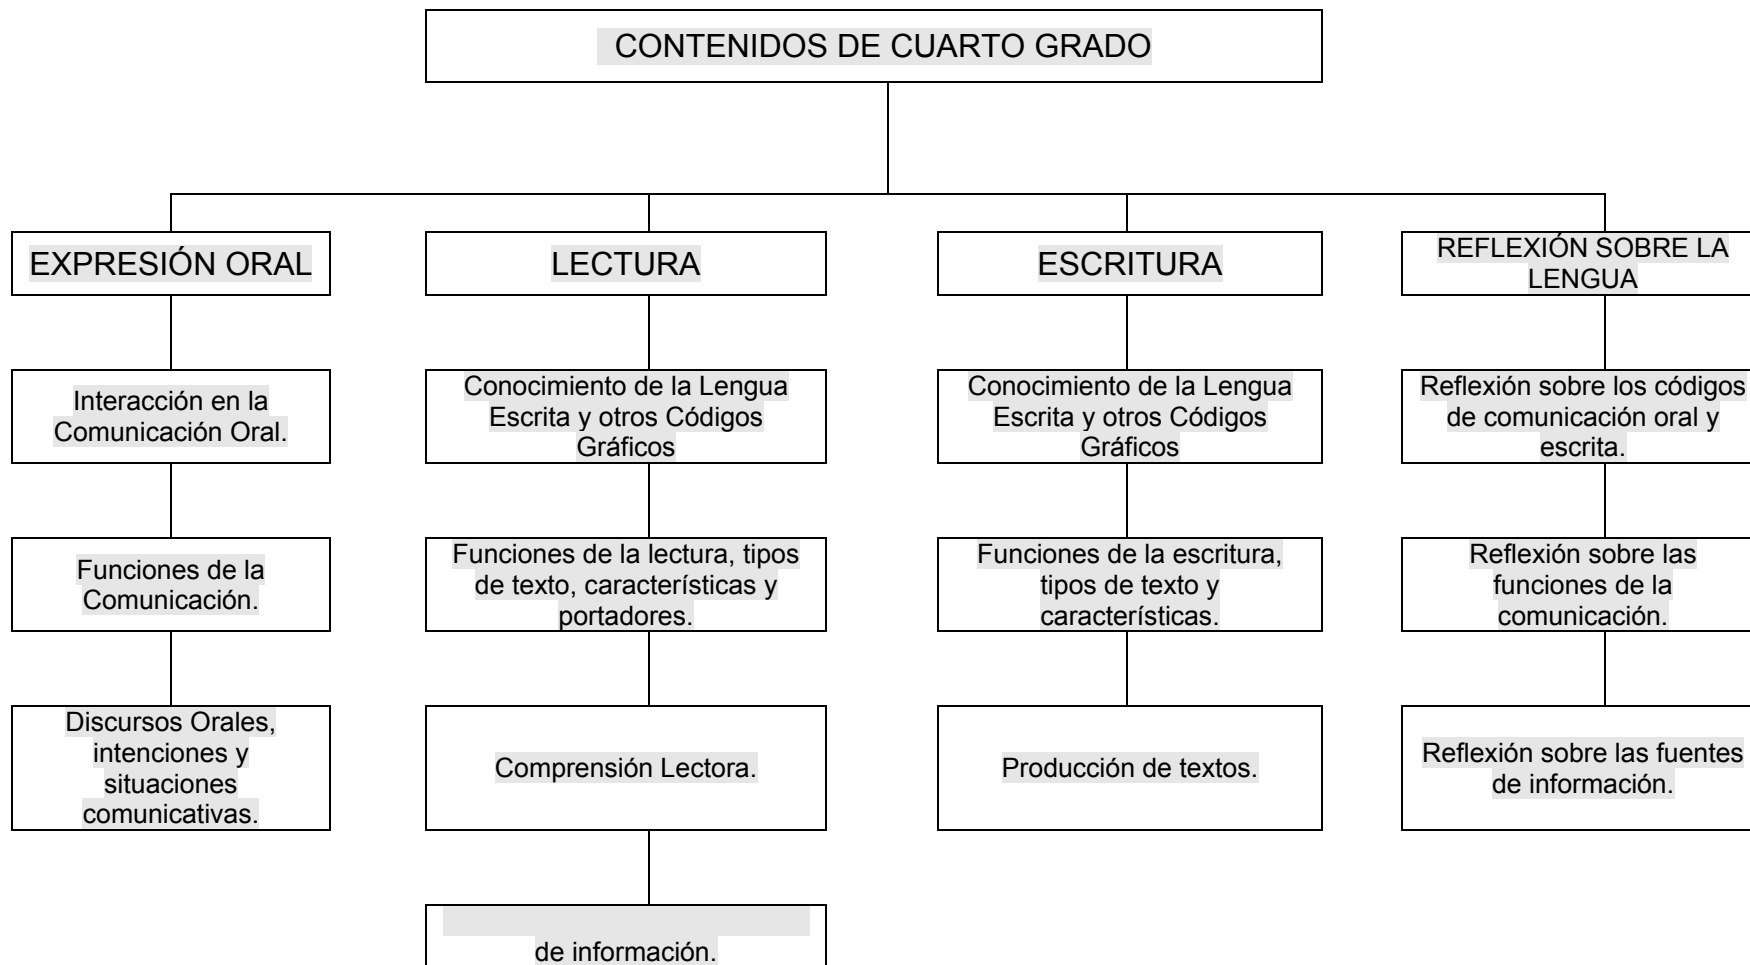 CONTENIDOS DE CUARTO GRADO
EXPRESIÓN ORAL
LECTURA
ESCRITURA
REFLEXIÓN SOBRE LA
LENGUA
Interacción en la
Comunicación Oral.
Conocimiento de la Lengua
Escrita y otros Códigos
Gráficos
Conocimiento de la Lengua
Escrita y otros Códigos
Gráficos
Reflexión sobre los códigos
de comunicación oral y
escrita.
Funciones de la
Comunicación.
Funciones de la lectura, tipos
de texto, características y
portadores.
Funciones de la escritura,
tipos de texto y
características.
Reflexión sobre las
funciones de la
comunicación.
Discursos Orales,
intenciones y
situaciones
comunicativas.
Comprensión Lectora.
Producción de textos.
Reflexión sobre las fuentes
de información.
de información.